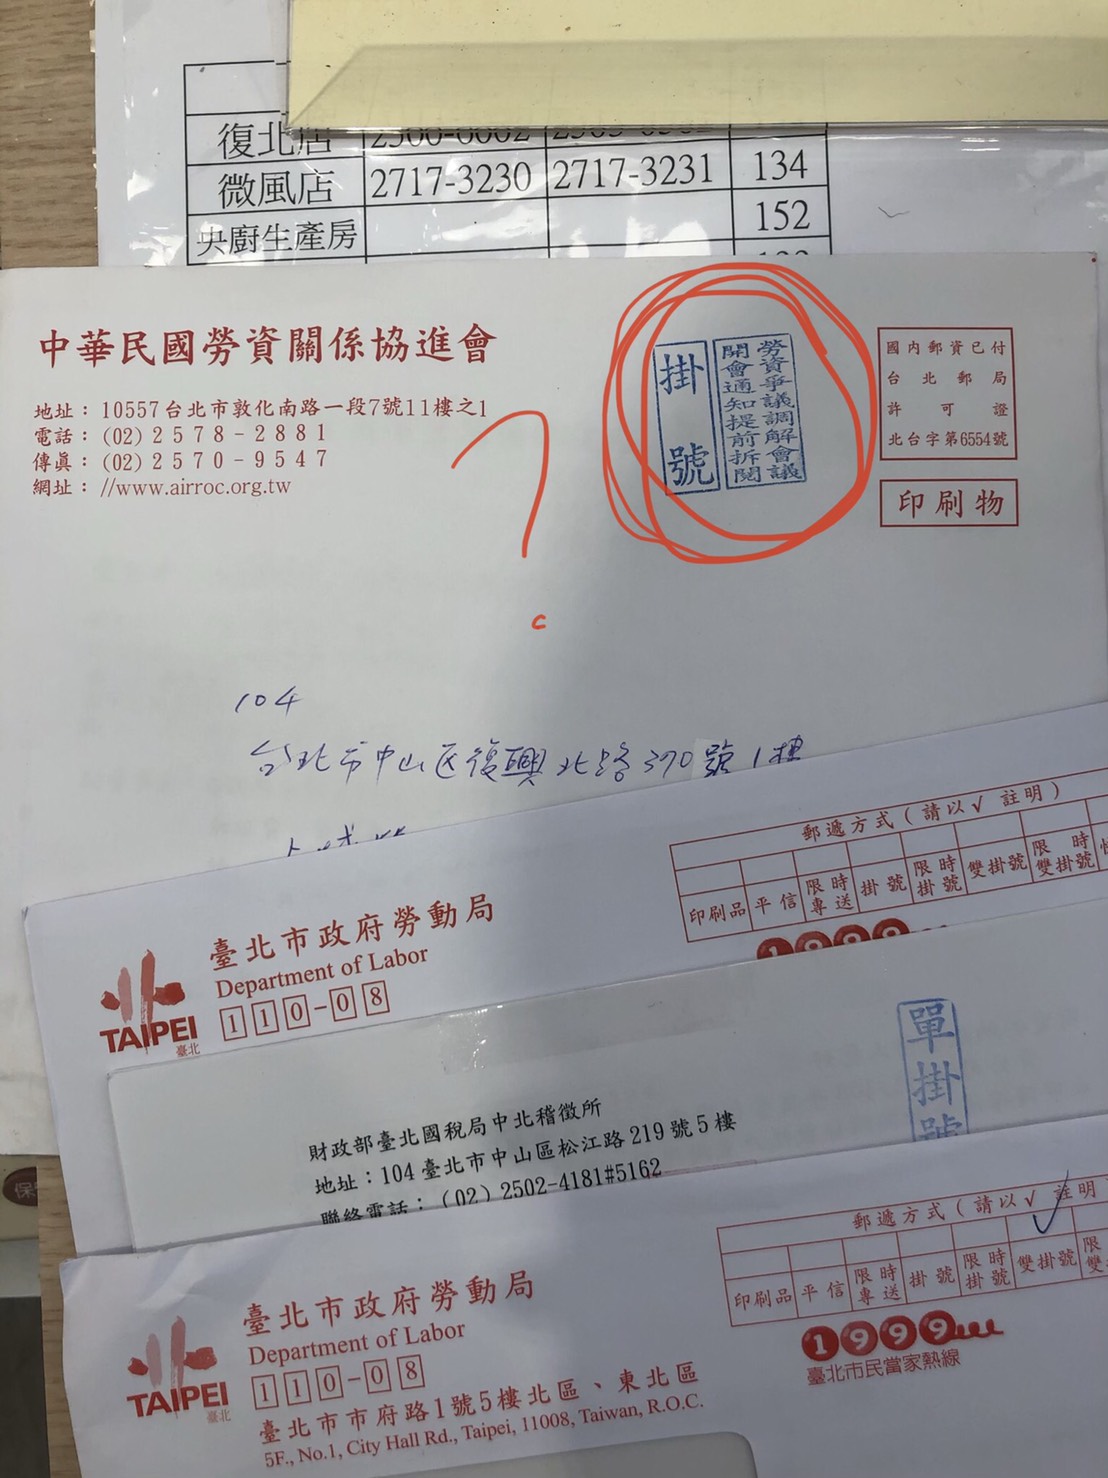 復北店
微風店 2717-3230 2717-3231 134
央廚生產房 152
中華民國勞資關係協進會
地址：10557台北市敦化南路一段7號11樓之1
電話：(02)2578-2881
傳真：(02)2570-9547
網址：//www.airroc.org.tw
掛號
勞資爭議調解會議
開會通知提前拆閱
國內郵資已付
台北郵局
許可證
北台字第6554號
印刷物
?
104
台北市中山区復興北路370號1樓
郵遞方式(請以√註明)
印刷品 平信 限時專送 掛號 限時掛號 雙掛號 限時雙掛號
1999
臺北市政府勞動局
Department of Labor
110-08
TAIPEI
臺北
單掛號
財政部臺北國稅局中北稽徵所
地址：104臺北市中山區松江路219號5樓
聯絡電話：(02)2502-4181#5162
郵遞方式(請以√註明
印刷品 平信 限時專送 掛號 限時掛號 雙掛號
1999
臺北市民當家熱線
臺北市政府勞動局
Department of Labor
110-08
TAIPEI
臺北
臺北市市府路1號5樓北區、東北區
5F., No.1, City Hall Rd., Taipei, 11008, Taiwan, R.O.C.